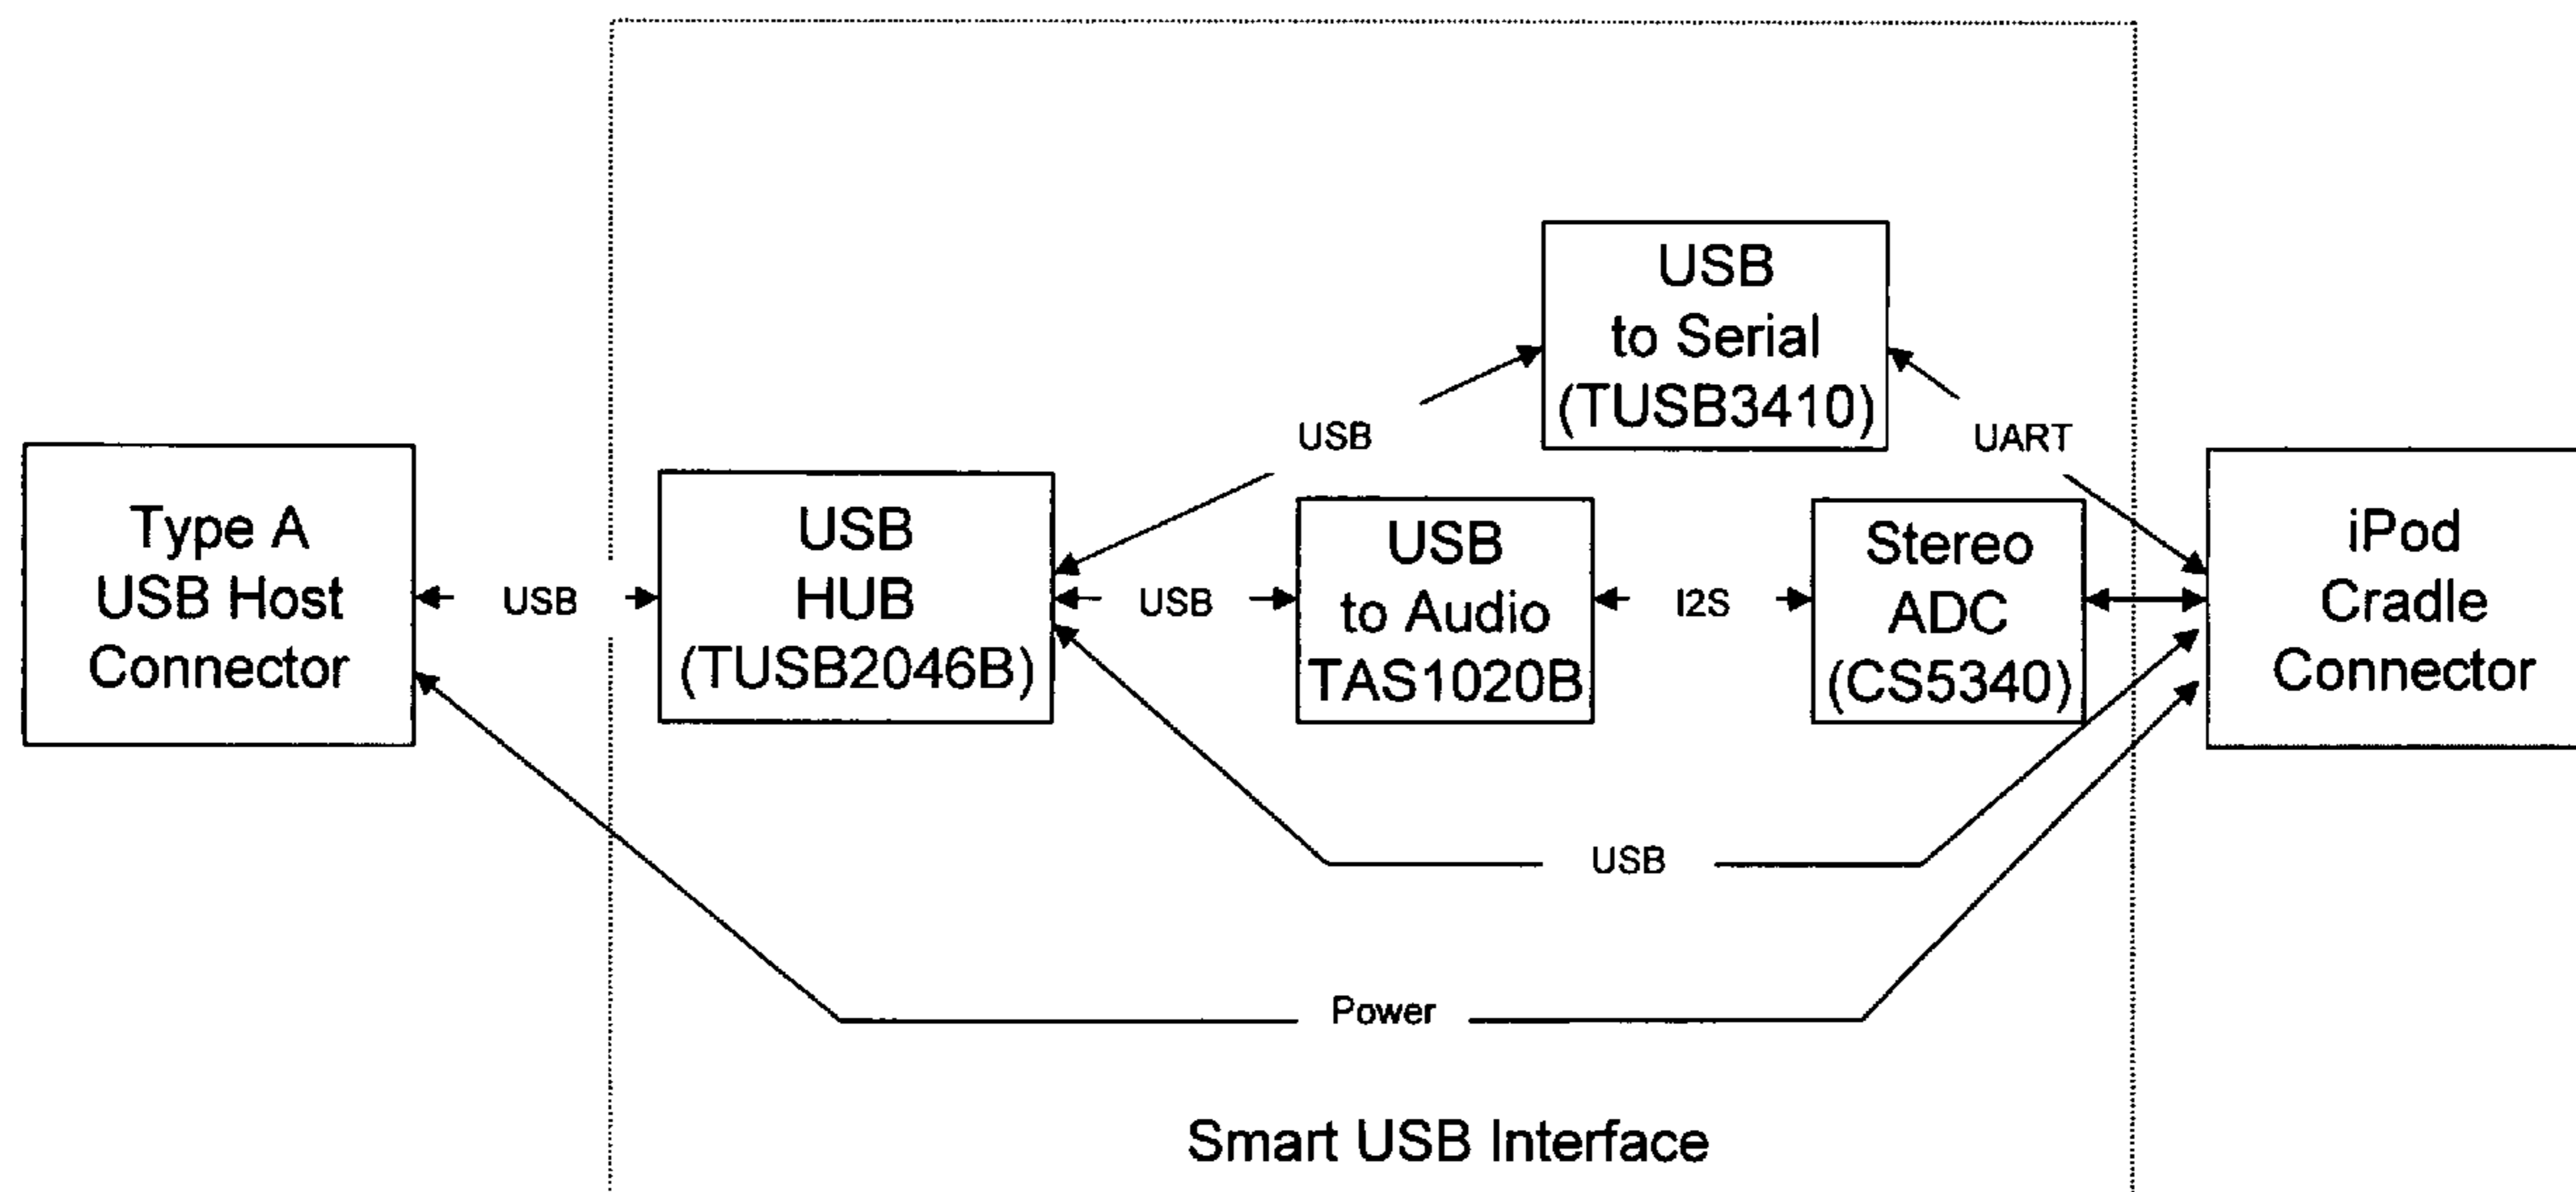 Type A
USB Host
Connector
USB
USB
HUB
(TUSB2046B)
USB
USB
to Serial
(TUSB3410)
UART
USB
USB
to Audio
TAS1020B
I2S
Stereo
ADC
(CS5340)
iPod
Cradle
Connector
USB
Power
Smart USB Interface